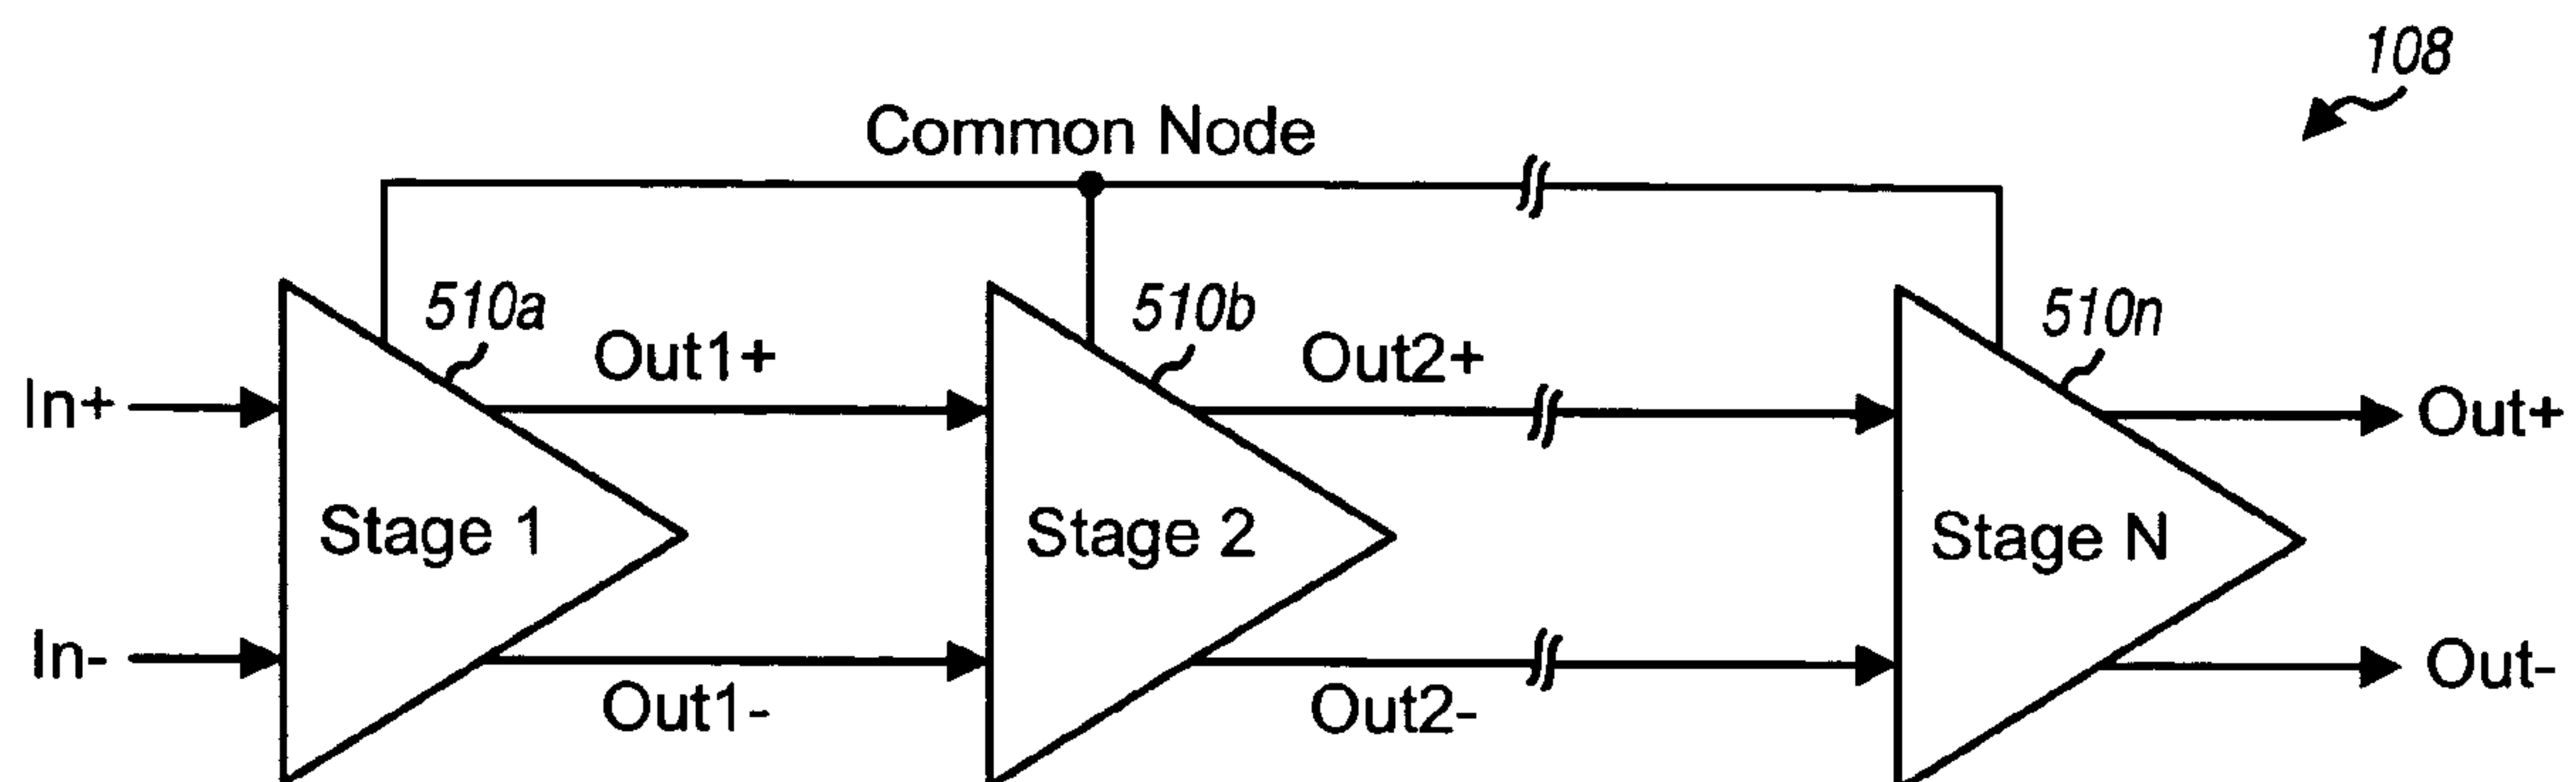 108
Common Node
510a
510b
510n
Out1+
Out2+
In+
Out+
Stage 1
Stage 2
Stage N
In-
Out-
Out1-
Out2-